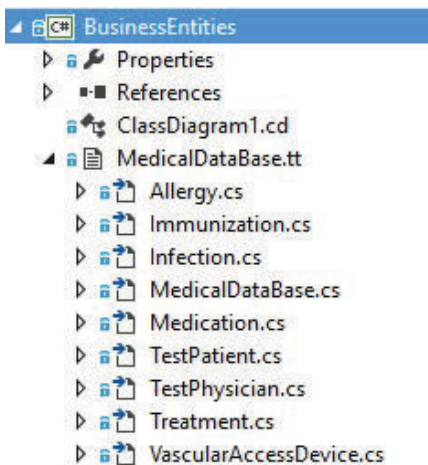 C# BusinessEntities
Properties
References
ClassDiagram1.cd
MedicalDataBase.tt
Allergy.cs
Immunization.cs
Infection.cs
MedicalDataBase.cs
Medication.cs
TestPatient.cs
TestPhysician.cs
Treatment.cs
VascularAccessDevice.cs